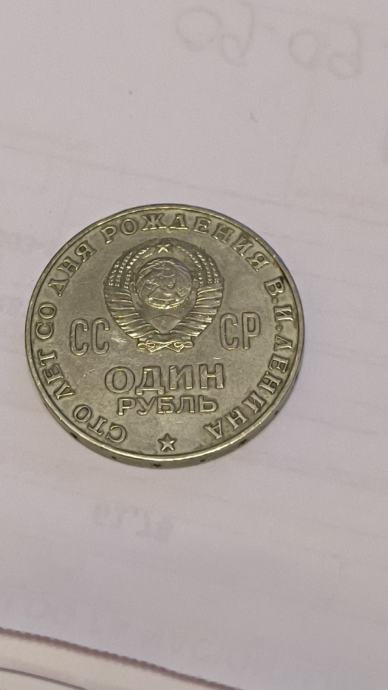 СТО ЛЕТ СО ДНЯ РОЖДЕНИЯ В.И.ЛЕНИНА
СС СР
ОДИН
РУБЛЬ